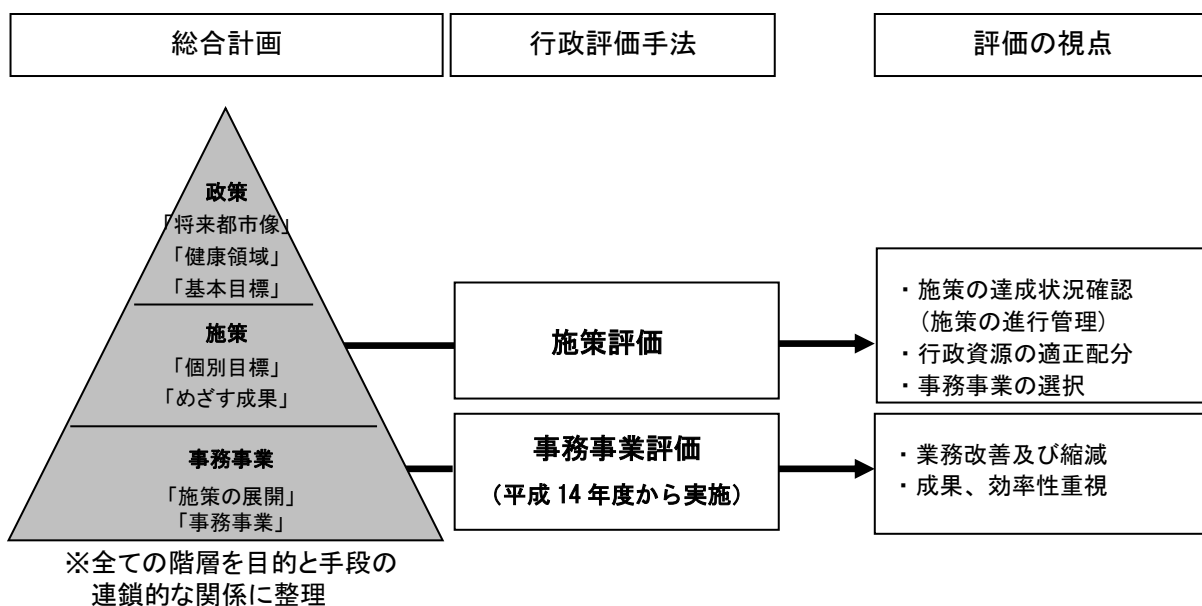 総合計画
行政評価手法
評価の視点
政策
「将来都市像」
「健康領域」
「基本目標」
施策
「個別目標」
「めざす成果」
事務事業
「施策の展開」
「事務事業」
※全ての階層を目的と手段の
連鎖的な関係に整理
施策評価
事務事業評価
（平成 14 年度から実施）
・施策の達成状況確認
（施策の進行管理）
・行政資源の適正配分
・事務事業の選択
・業務改善及び縮減
・成果、効率性重視